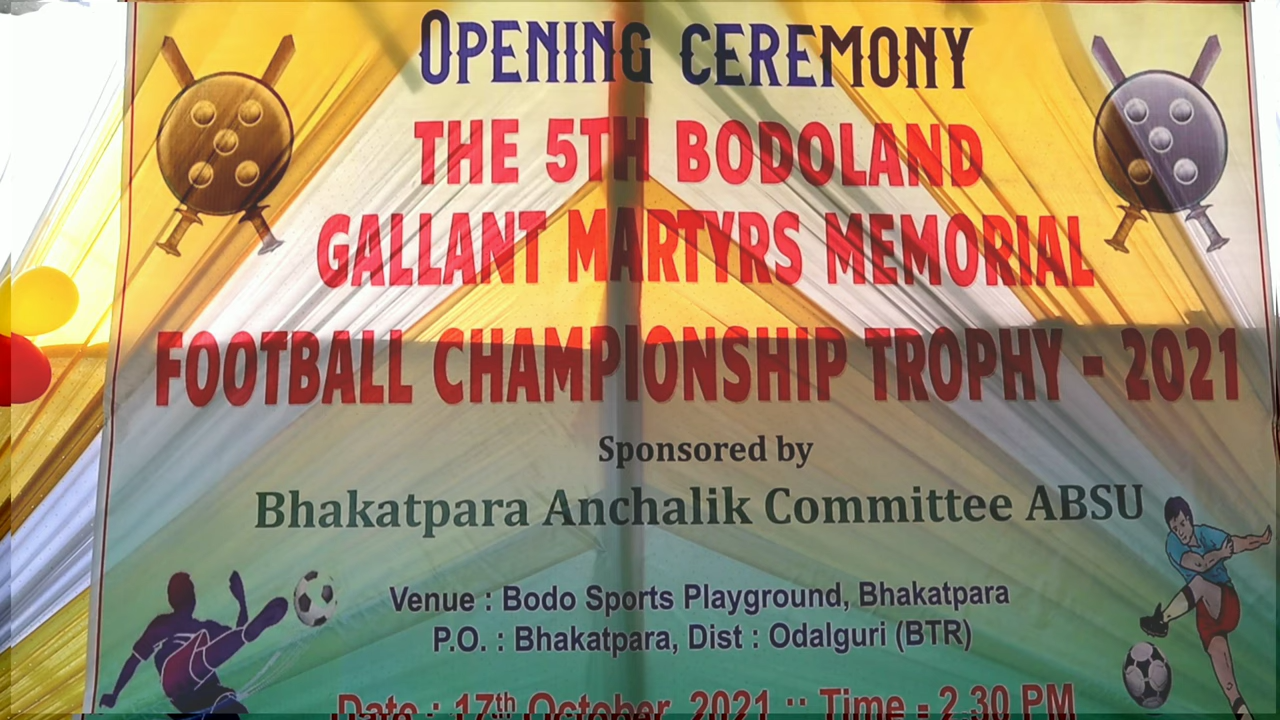 OPENING CEREMONY
THE 5TH BODOLAND
GALLANT MARTYRS MEMORIAL
FOOTBALL CHAMPIONSHIP TROPHY - 2021
Sponsored by
Bhakatpara Anchalik Committee ABSU
Venue : Bodo Sports Playground, Bhakatpara
P.O. : Bhakatpara, Dist : Odalguri (BTR)
Date : 17th October, 2021 :: Time - 2.30 PM